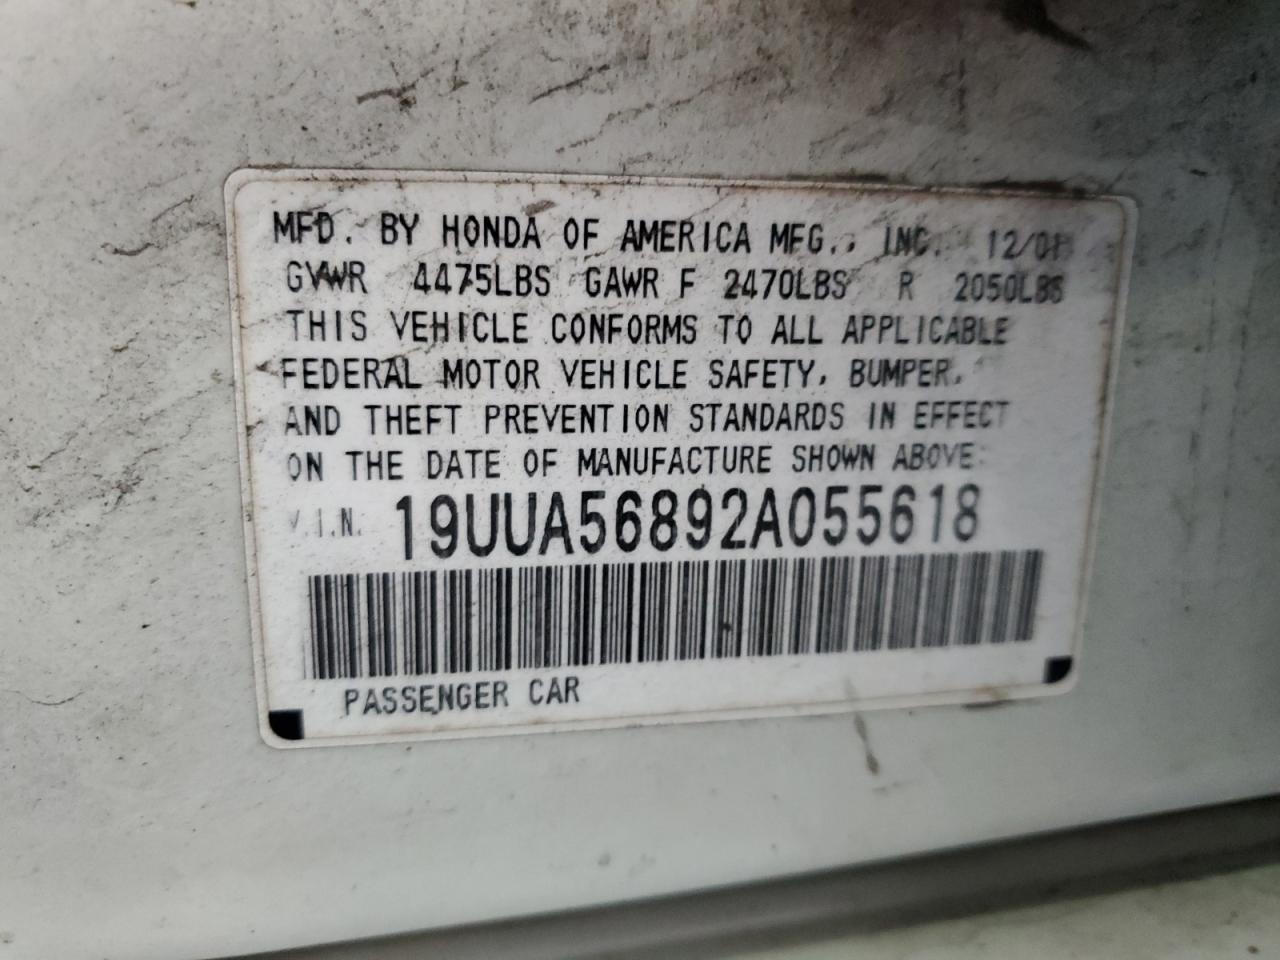 MFD. BY HONDA OF AMERICA MFG., INC. 12/01
GVWR 4475LBS GAWR F 2470LBS R 2050LBS
THIS VEHICLE CONFORMS TO ALL APPLICABLE
FEDERAL MOTOR VEHICLE SAFETY, BUMPER,
AND THEFT PREVENTION STANDARDS IN EFFECT
ON THE DATE OF MANUFACTURE SHOWN ABOVE.
V.I.N. 19UUA56892A055618
PASSENGER CAR